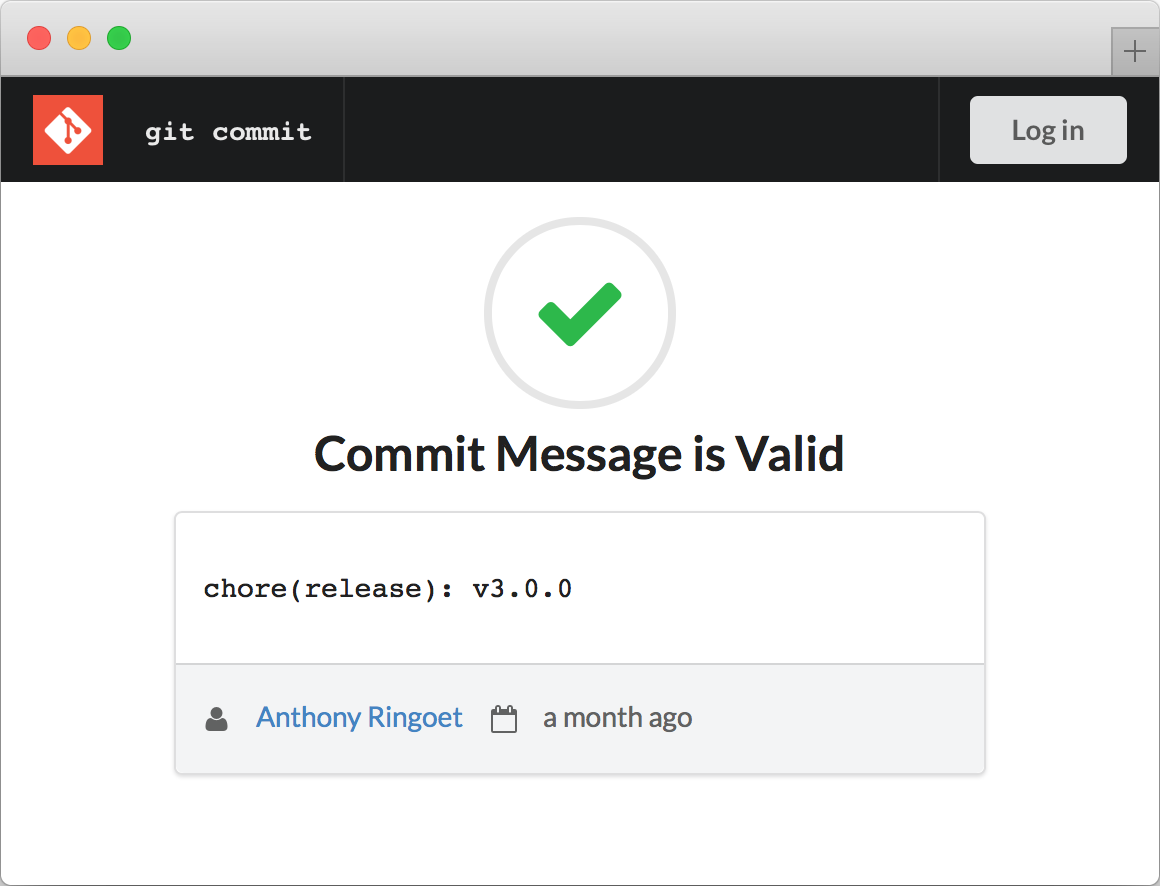 git commit
Log in
Commit Message is Valid
chore(release): v3.0.0
Anthony Ringoet a month ago